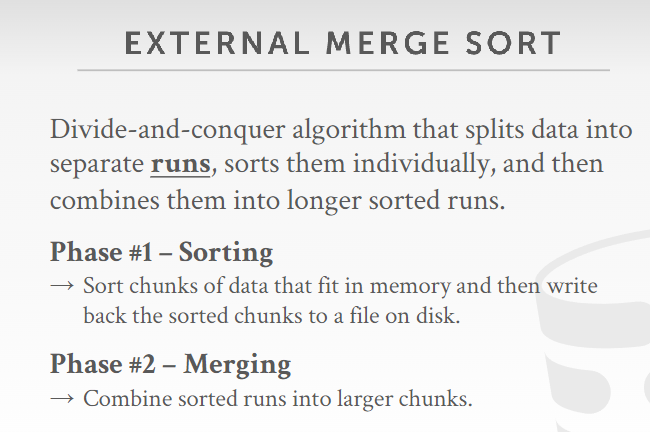 EXTERNAL MERGE SORT
Divide-and-conquer algorithm that splits data into
separate runs, sorts them individually, and then
combines them into longer sorted runs.
Phase #1 – Sorting
→ Sort chunks of data that fit in memory and then write
back the sorted chunks to a file on disk.
Phase #2 – Merging
→ Combine sorted runs into larger chunks.